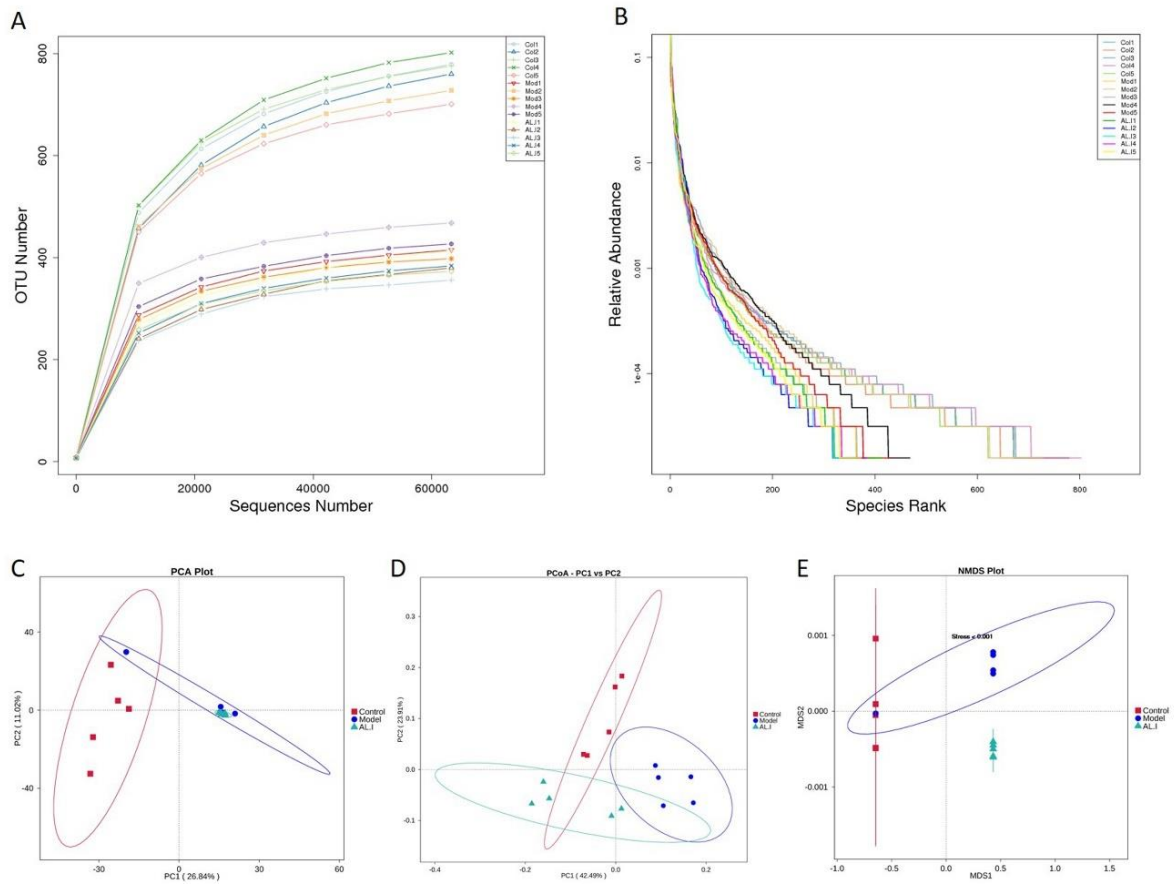 A
800
600
400
200
0
OTU Number
0
20000
40000
60000
Sequences Number
Col1
Col2
Col3
Col4
Col5
Mod1
Mod2
Mod3
Mod4
Mod5
AL.I1
AL.I2
AL.I3
AL.I4
AL.I5
B
0.1
0.01
0.001
1e-04
Relative Abundance
0
200
400
600
800
Species Rank
Col1
Col2
Col3
Col4
Col5
Mod1
Mod2
Mod3
Mod4
Mod5
AL.I1
AL.I2
AL.I3
AL.I4
AL.I5
C
PCA Plot
PC2 ( 11.02%)
40
0
-40
-30
0
30
60
PC1 ( 26.84%)
Control
Model
AL.I
D
PCoA - PC1 vs PC2
PC2 ( 23.91%)
0.3
0.2
0.1
0.0
-0.1
-0.4
-0.2
0.0
0.2
PC1 ( 42.49%)
Control
Model
AL.I
E
NMDS Plot
Stress < 0.001
MDS2
0.001
0.000
-0.001
-1.0
-0.5
0.0
0.5
1.0
1.5
MDS1
Control
Model
AL.I